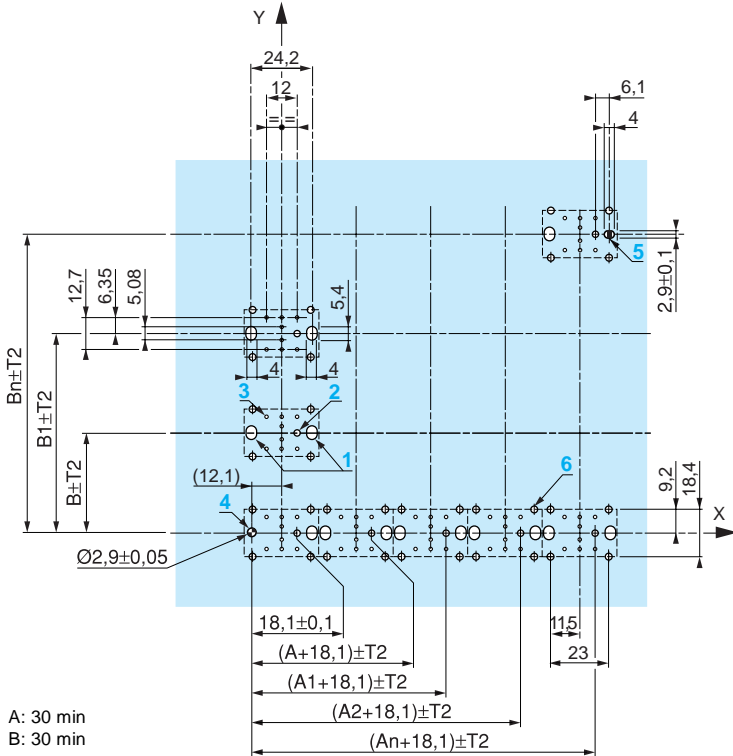 Y
24,2
12
= =
6,1
4
5
2,9±0,1
12,7
6,35
5,08
5,4
4
4
Bn±T2
B1±T2
B±T2
3
2
1
(12,1)
4
6
9,2
18,4
X
Ø2,9±0,05
18,1±0,1
11,5
23
(A+18,1)±T2
(A1+18,1)±T2
(A2+18,1)±T2
(An+18,1)±T2
A: 30 min
B: 30 min